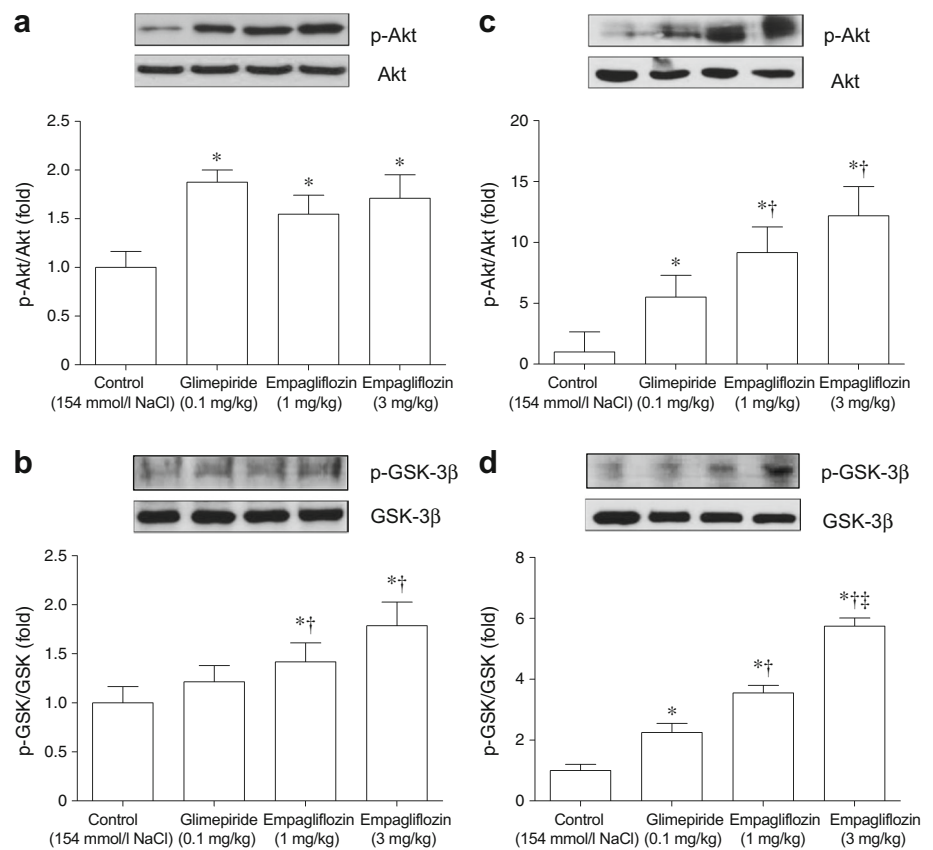 a
p-Akt
Akt
p-Akt/Akt (fold)
2.5
2.0
1.5
1.0
0.5
0
*
*
*
Control Glimepiride Empagliflozin Empagliflozin
(154 mmol/l NaCl) (0.1 mg/kg) (1 mg/kg) (3 mg/kg)
b
p-GSK-3β
GSK-3β
p-GSK/GSK (fold)
2.5
2.0
1.5
1.0
0.5
0
*†
*†
Control Glimepiride Empagliflozin Empagliflozin
(154 mmol/l NaCl) (0.1 mg/kg) (1 mg/kg) (3 mg/kg)
c
p-Akt
Akt
p-Akt/Akt (fold)
20
15
10
5
0
*
*†
*†
Control Glimepiride Empagliflozin Empagliflozin
(154 mmol/l NaCl) (0.1 mg/kg) (1 mg/kg) (3 mg/kg)
d
p-GSK-3β
GSK-3β
p-GSK/GSK (fold)
8
6
4
2
0
*
*†
*†‡
Control Glimepiride Empagliflozin Empagliflozin
(154 mmol/l NaCl) (0.1 mg/kg) (1 mg/kg) (3 mg/kg)